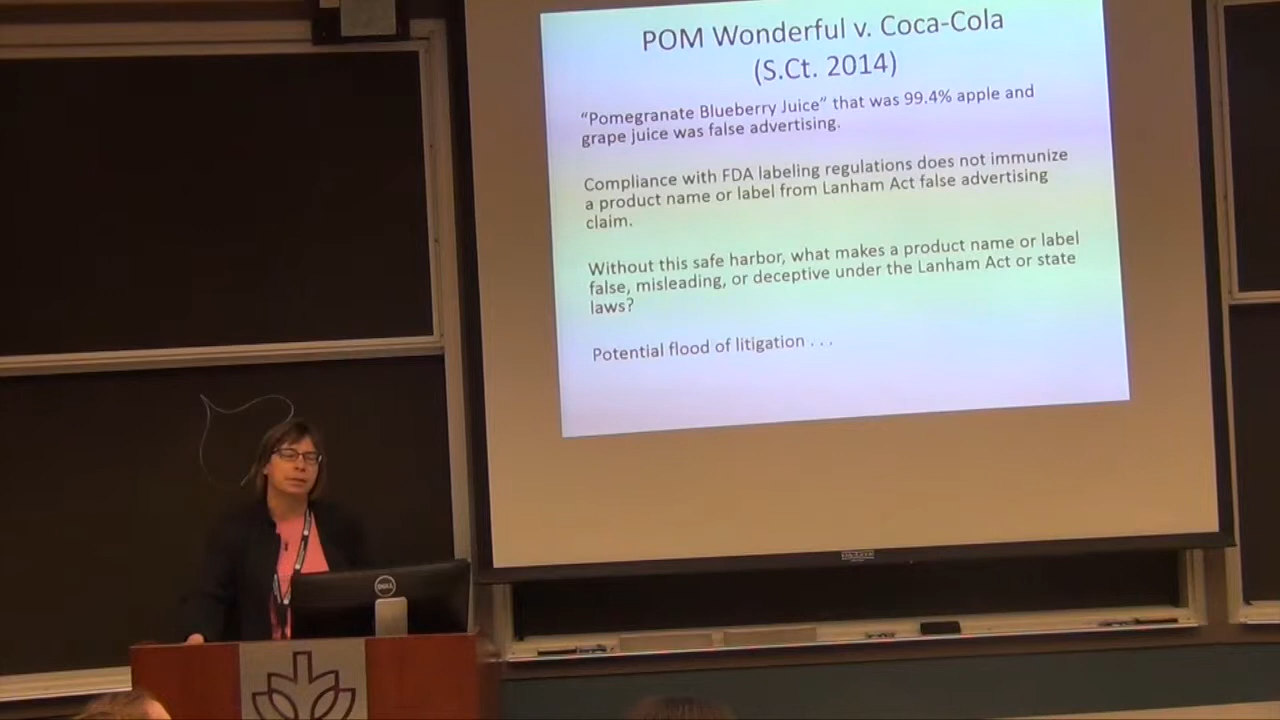 POM Wonderful v. Coca-Cola
(S.Ct. 2014)
“Pomegranate Blueberry Juice” that was 99.4% apple and
grape juice was false advertising.
Compliance with FDA labeling regulations does not immunize
a product name or label from Lanham Act false advertising
claim.
Without this safe harbor, what makes a product name or label
false, misleading, or deceptive under the Lanham Act or state
laws?
Potential flood of litigation . . .
DELL